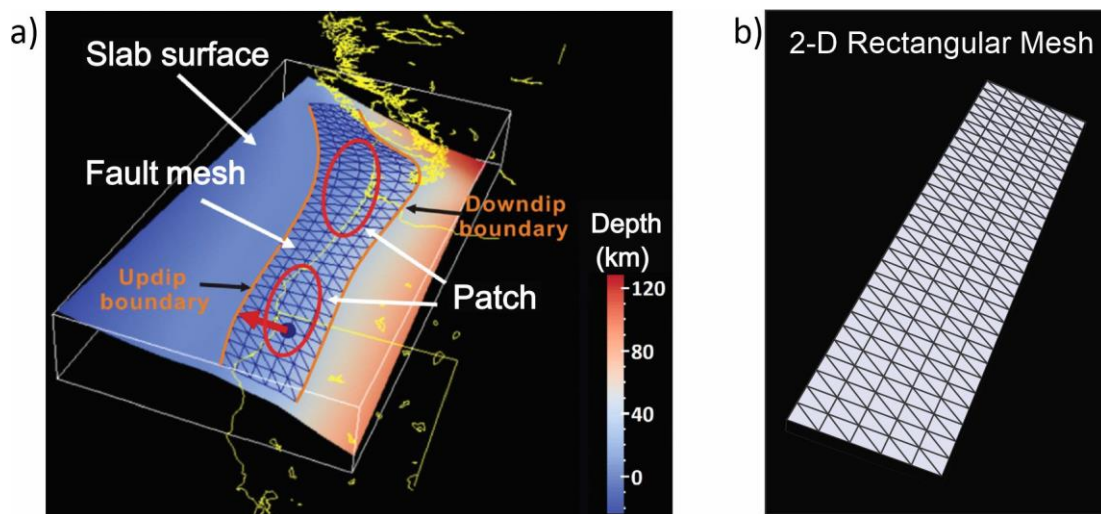 a)
Slab surface
Fault mesh
Downdip
boundary
Updip
boundary
Patch
Depth
(km)
120
80
40
0
b)
2-D Rectangular Mesh